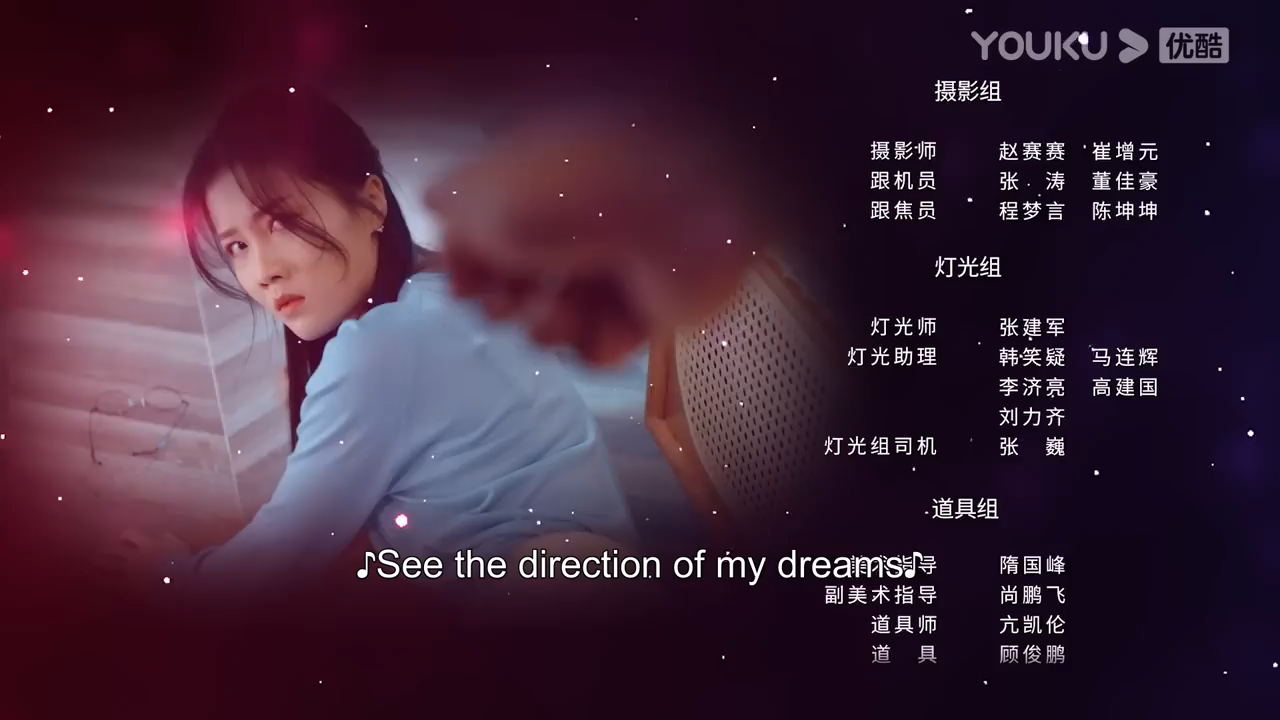 YOUKU 优酷
摄影组
摄影师 赵赛赛 崔增元
跟机员 张 涛 董佳豪
跟焦员 程梦言 陈坤坤
灯光组
灯光师 张建军
灯光助理 韩笑疑 马连辉
李济亮 高建国
刘力齐
灯光组司机 张 巍
道具组
♪See the direction of my dreams♪
指导 隋国峰
副美术指导 尚鹏飞
道具师 亢凯伦
道 具 顾俊鹏